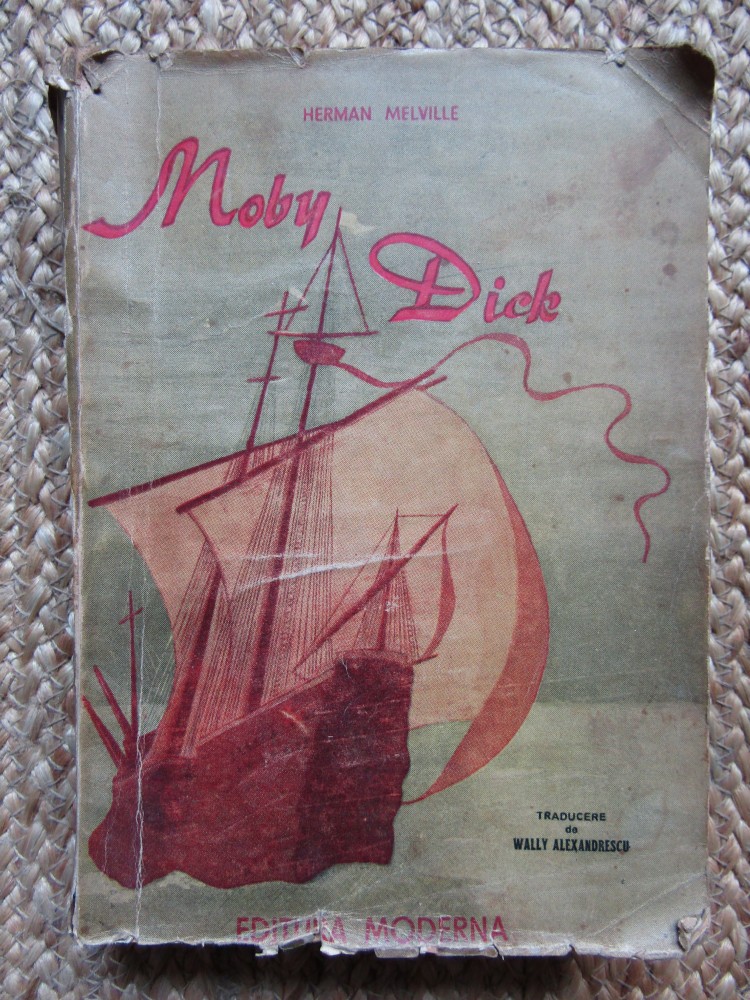 HERMAN MELVILLE
Moby
Dick
TRADUCERE
de
WALLY ALEXANDRESCU
EDITURA MODERNA